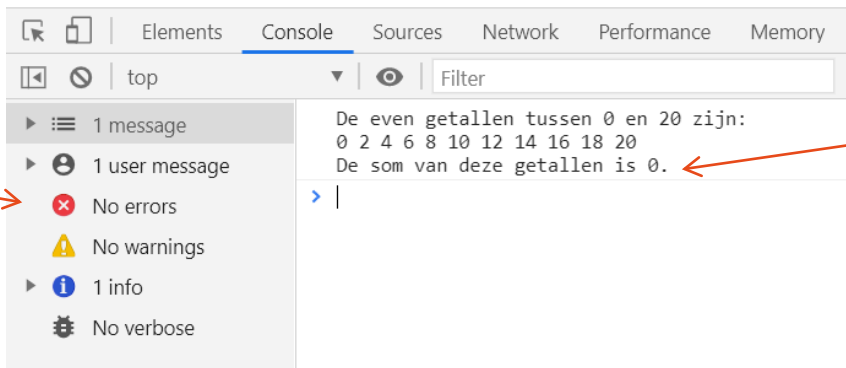 Elements Console Sources Network Performance Memory
top Filter
1 message
1 user message
No errors
No warnings
1 info
No verbose
De even getallen tussen 0 en 20 zijn:
0 2 4 6 8 10 12 14 16 18 20
De som van deze getallen is 0.
>